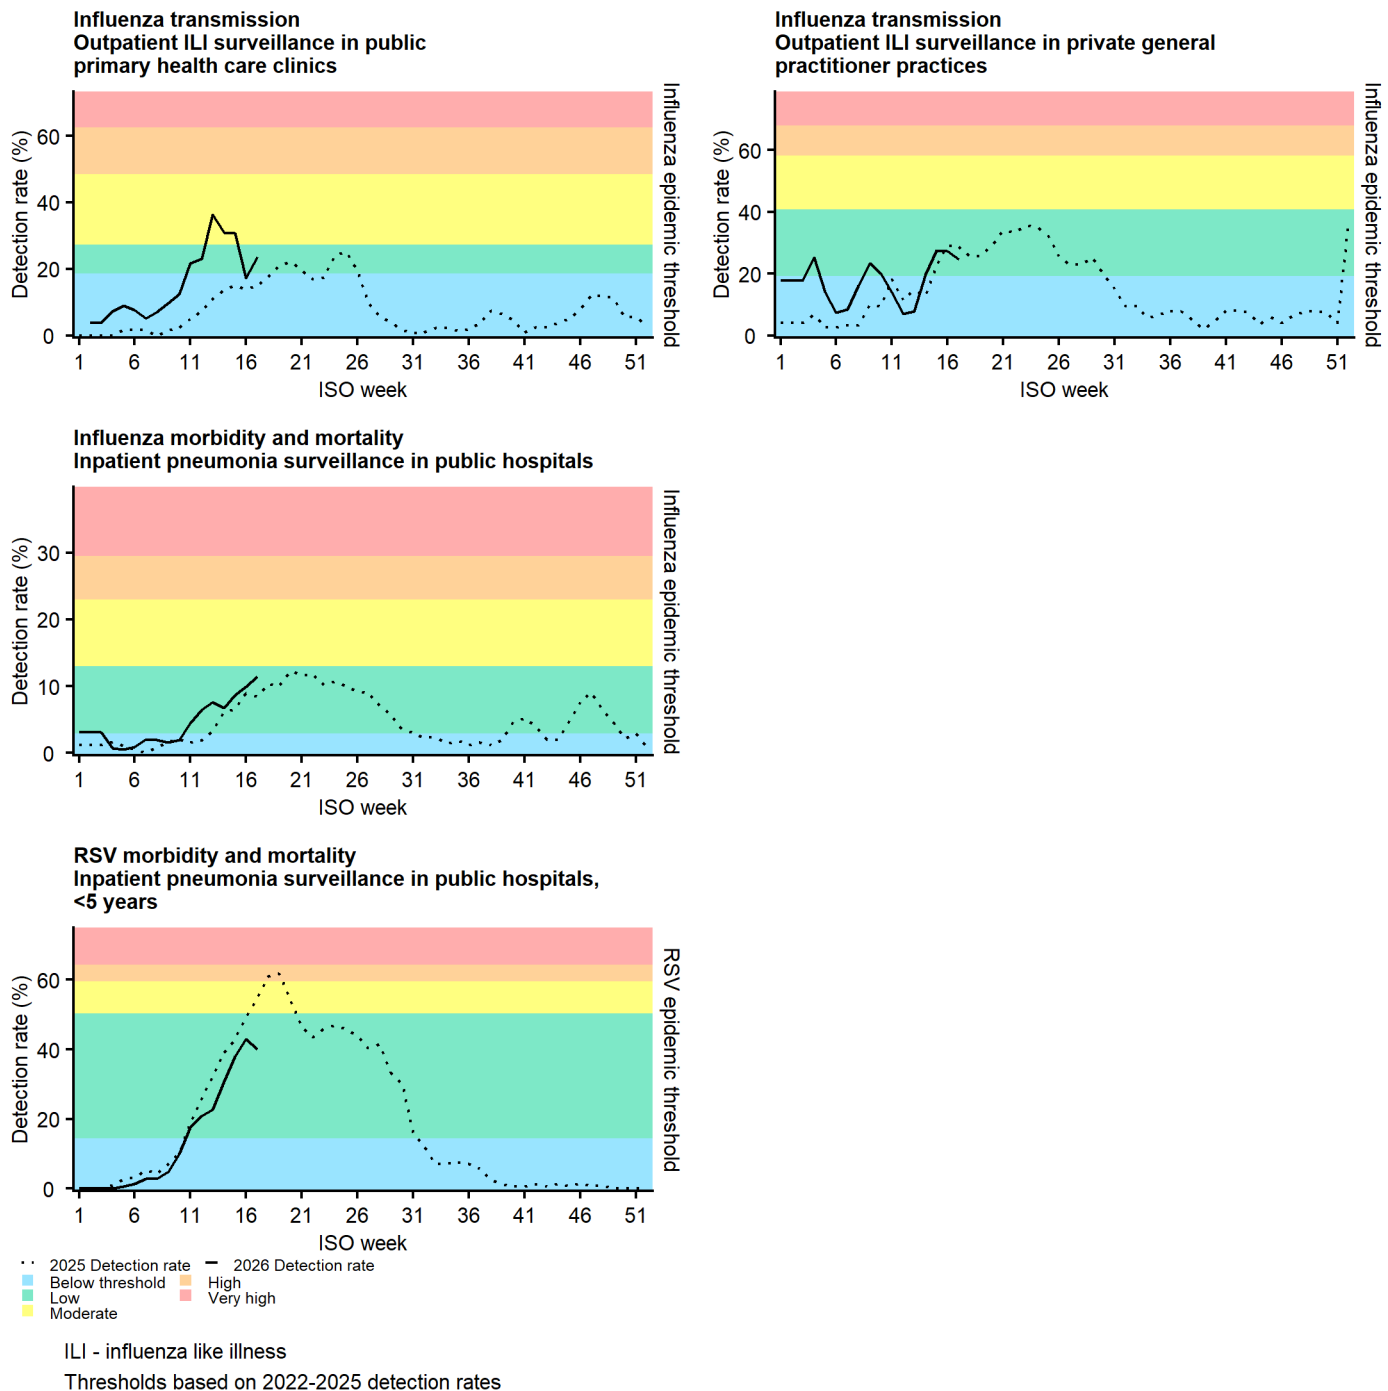 Influenza transmission
Outpatient ILI surveillance in public
primary health care clinics
Detection rate (%)
60
40
20
0
1 6 11 16 21 26 31 36 41 46 51
ISO week
Influenza epidemic threshold
Influenza transmission
Outpatient ILI surveillance in private general
practitioner practices
Detection rate (%)
60
40
20
0
1 6 11 16 21 26 31 36 41 46 51
ISO week
Influenza epidemic threshold
Influenza morbidity and mortality
Inpatient pneumonia surveillance in public hospitals
Detection rate (%)
30
20
10
0
1 6 11 16 21 26 31 36 41 46 51
ISO week
Influenza epidemic threshold
RSV morbidity and mortality
Inpatient pneumonia surveillance in public hospitals,
<5 years
Detection rate (%)
60
40
20
0
1 6 11 16 21 26 31 36 41 46 51
ISO week
RSV epidemic threshold
2025 Detection rate 2026 Detection rate
Below threshold High
Low Very high
Moderate
ILI - influenza like illness
Thresholds based on 2022-2025 detection rates